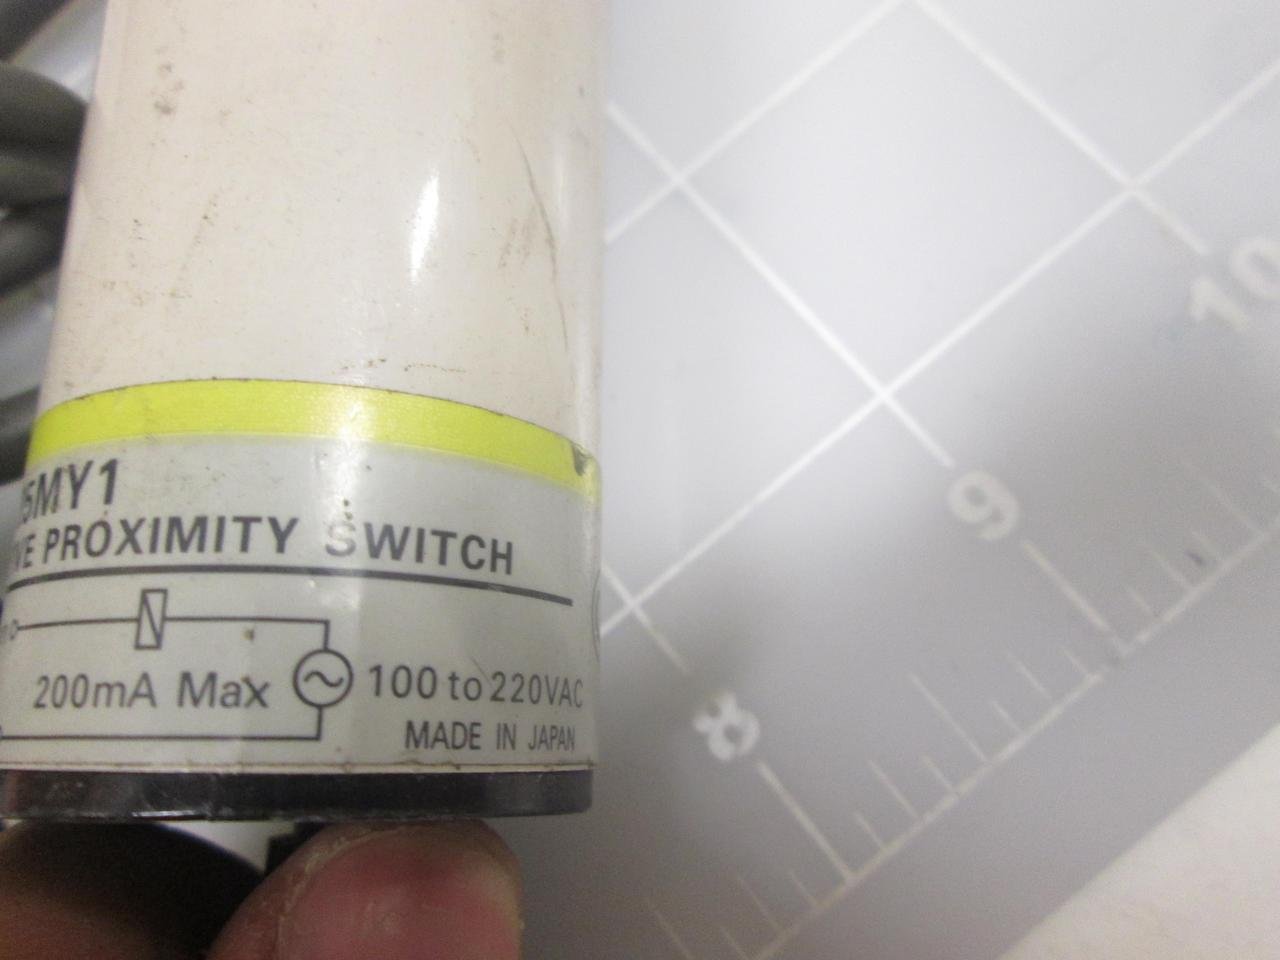 5MY1
VE PROXIMITY SWITCH
200mA Max
100 to 220VAC
MADE IN JAPAN
10
9
8